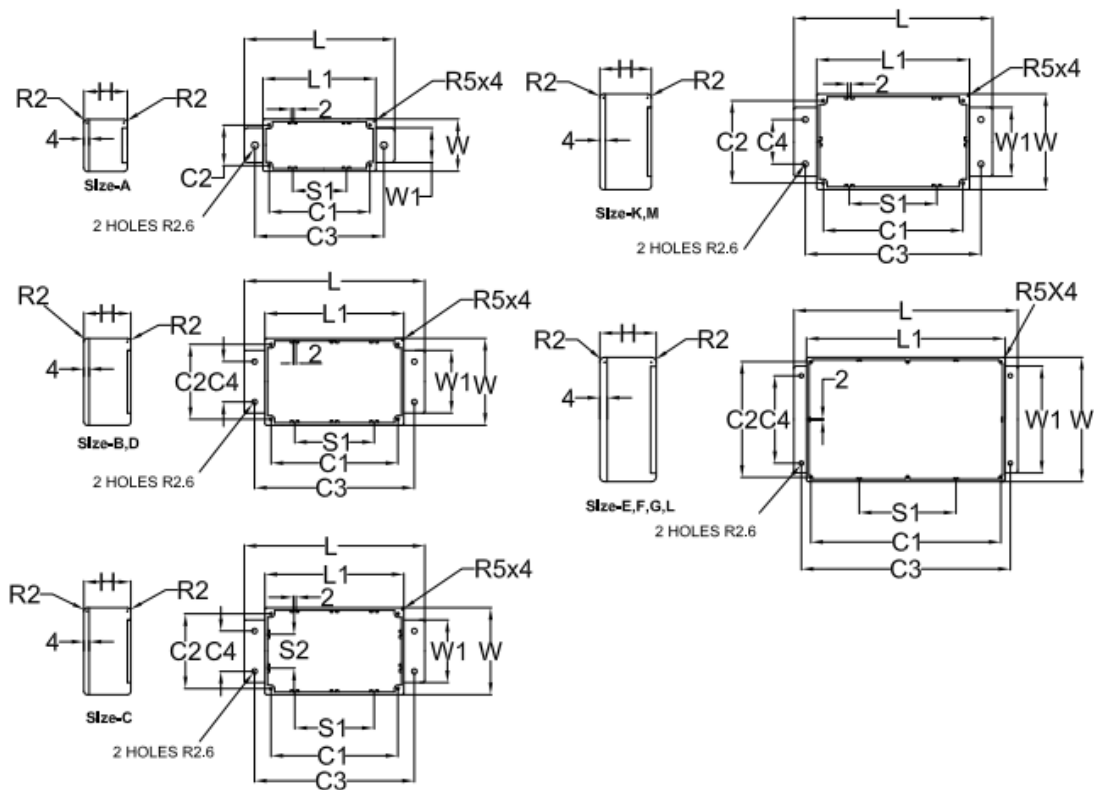 L
L1
R5x4
H
R2
R2
2
4
W
C2
W1
S1
C1
C3
Size-A
2 HOLES R2.6
L
L1
R5x4
H
R2
R2
2
4
C2
C4
W1
W
S1
C1
C3
Size-K,M
2 HOLES R2.6
L
L1
R5x4
H
R2
R2
2
4
C2
C4
W1
W
S1
C1
C3
Size-B,D
2 HOLES R2.6
L
L1
R5X4
H
R2
R2
2
4
C2
C4
W1
W
S1
C1
C3
Size-E,F,G,L
2 HOLES R2.6
L
L1
R5x4
H
R2
R2
2
4
C2
C4
S2
W1
W
S1
C1
C3
Size-C
2 HOLES R2.6